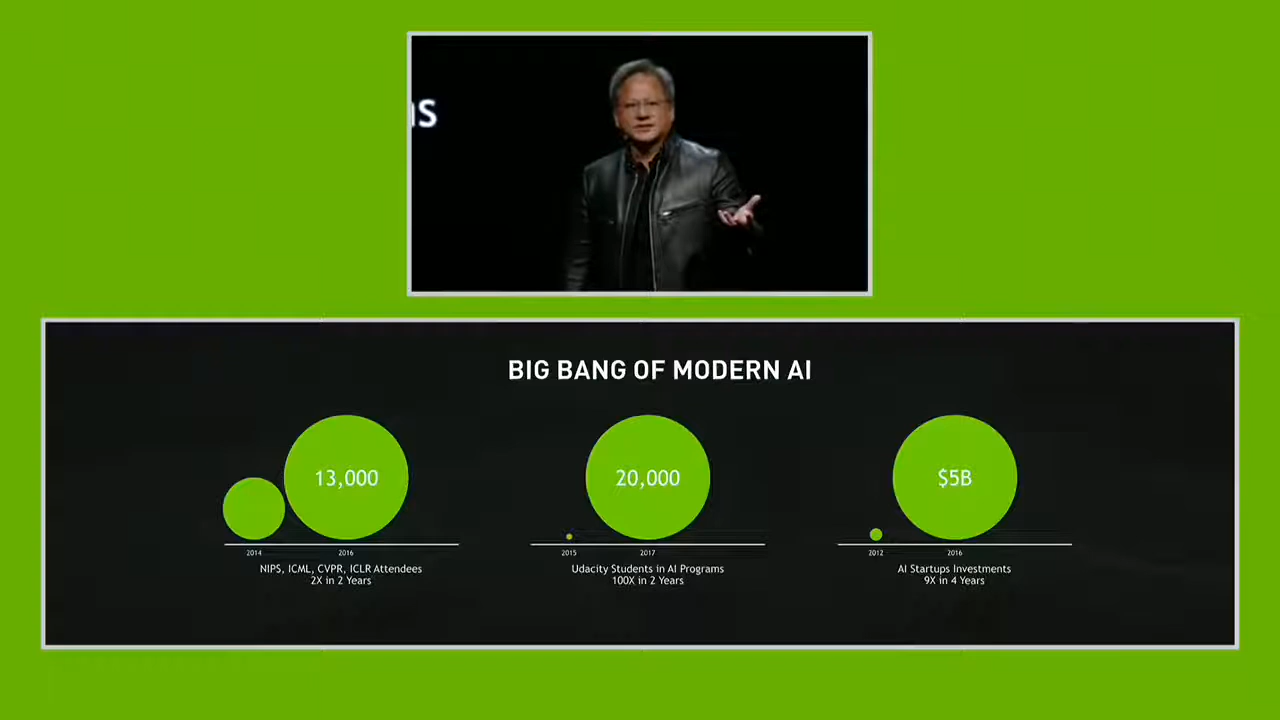 as
BIG BANG OF MODERN AI
13,000
20,000
$5B
2014
2016
2015
2017
2012
2016
NIPS, ICML, CVPR, ICLR Attendees
2X in 2 Years
Udacity Students in AI Programs
100X in 2 Years
AI Startups Investments
9X in 4 Years